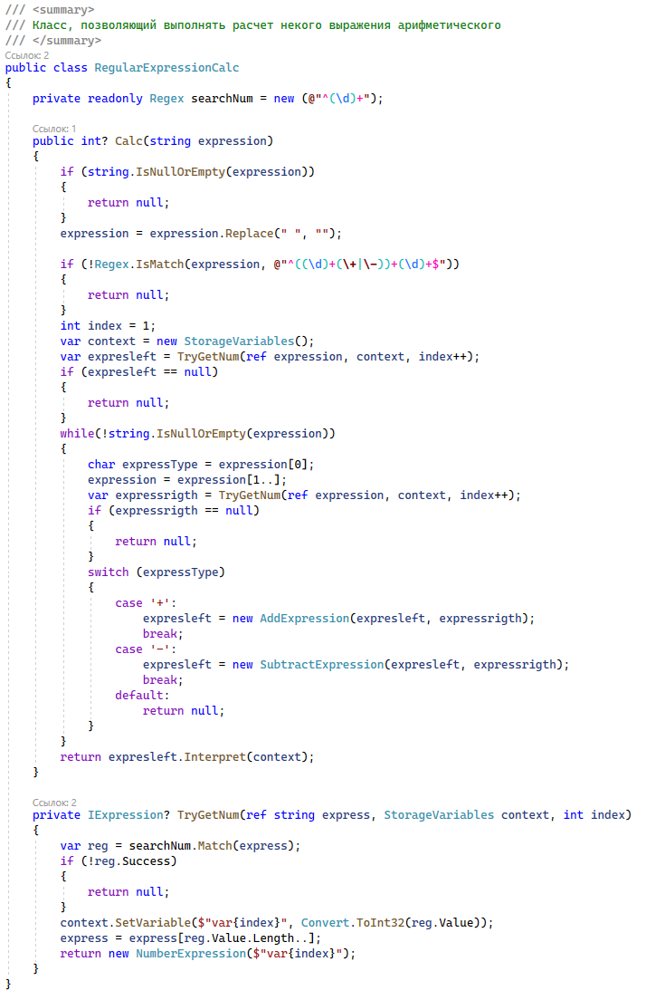 /// <summary>
/// Класс, позволяющий выполнять расчет некого выражения арифметического
/// </summary>
Ссылок: 2
public class RegularExpressionCalc
{
    private readonly Regex searchNum = new (@"^(\d)+");
    Ссылок: 1
    public int? Calc(string expression)
    {
        if (string.IsNullOrEmpty(expression))
        {
            return null;
        }
        expression = expression.Replace(" ", "");
        if (!Regex.IsMatch(expression, @"^((\d)+(\+|\-))+(\d)+$"))
        {
            return null;
        }
        int index = 1;
        var context = new StorageVariables();
        var expresleft = TryGetNum(ref expression, context, index++);
        if (expresleft == null)
        {
            return null;
        }
        while(!string.IsNullOrEmpty(expression))
        {
            char expressType = expression[0];
            expression = expression[1..];
            var expressrigth = TryGetNum(ref expression, context, index++);
            if (expressrigth == null)
            {
                return null;
            }
            switch (expressType)
            {
                case '+':
                    expresleft = new AddExpression(expresleft, expressrigth);
                    break;
                case '-':
                    expresleft = new SubtractExpression(expresleft, expressrigth);
                    break;
                default:
                    return null;
            }
        }
        return expresleft.Interpret(context);
    }
    Ссылок: 2
    private IExpression? TryGetNum(ref string express, StorageVariables context, int index)
    {
        var reg = searchNum.Match(express);
        if (!reg.Success)
        {
            return null;
        }
        context.SetVariable($"var{index}", Convert.ToInt32(reg.Value));
        express = express[reg.Value.Length..];
        return new NumberExpression($"var{index}");
    }
}